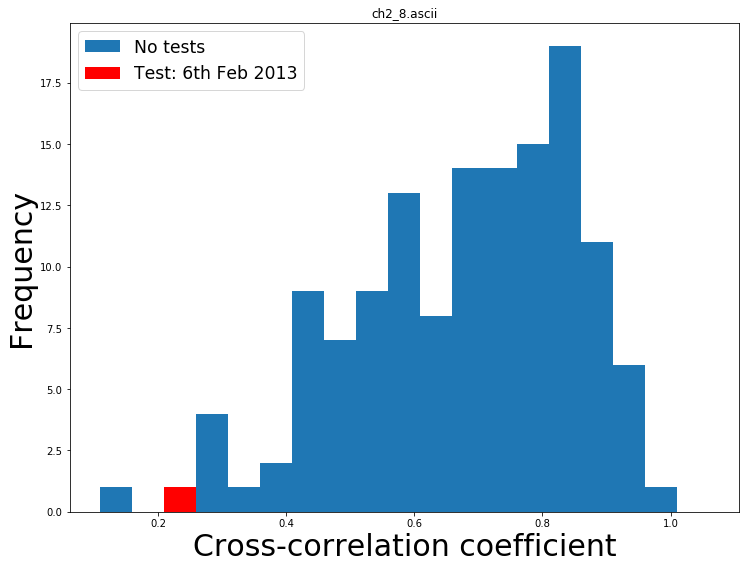 ch2_8.ascii
No tests
Test: 6th Feb 2013
Frequency
17.5
15.0
12.5
10.0
7.5
5.0
2.5
0.0
0.2 0.4 0.6 0.8 1.0
Cross-correlation coefficient